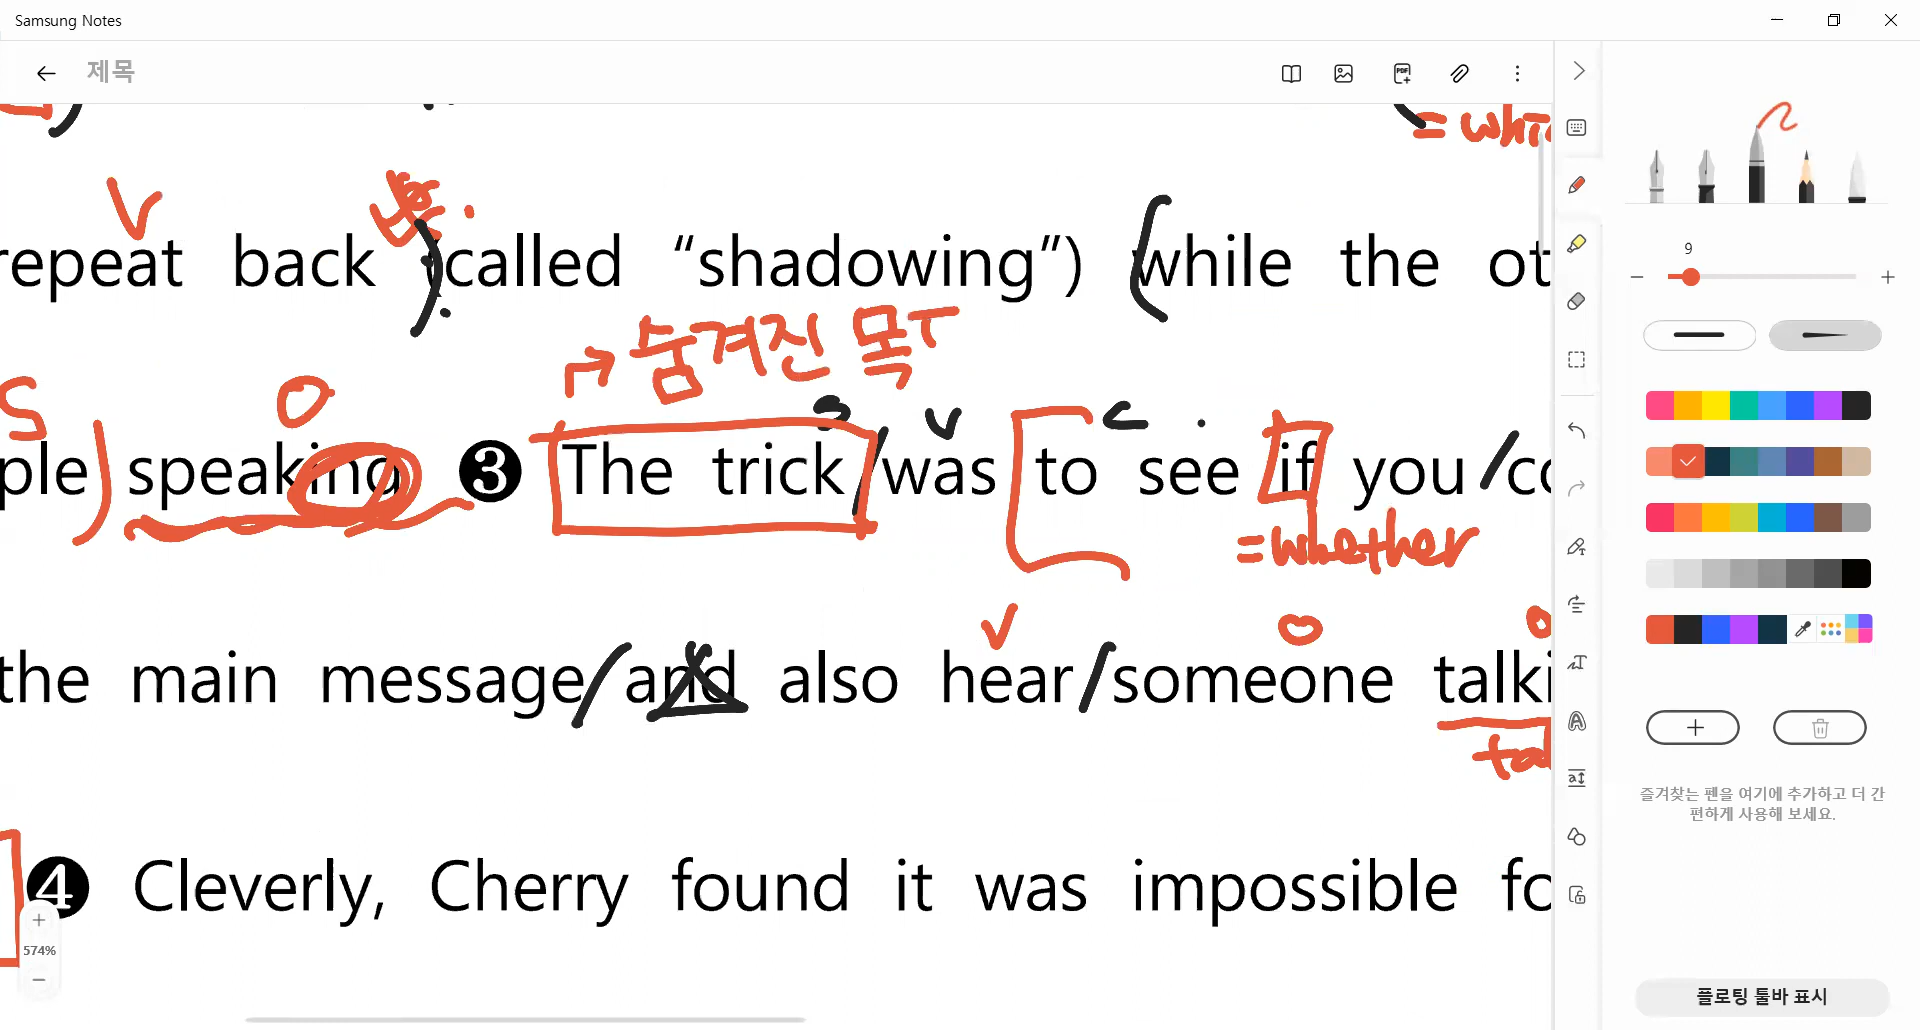 Samsung Notes
제목
= whi
V
repeat back (called “shadowing”) while the ot
숨겨진 목T
9
S O S V C
ple) speaking ❸ The trick / was [ to see if you / co
= whether
V O O
the main message / and also hear / someone talki
ta
❹ Cleverly, Cherry found it was impossible fo
574%
즐겨찾는 펜을 여기에 추가하고 더 간
편하게 사용해 보세요.
플로팅 툴바 표시